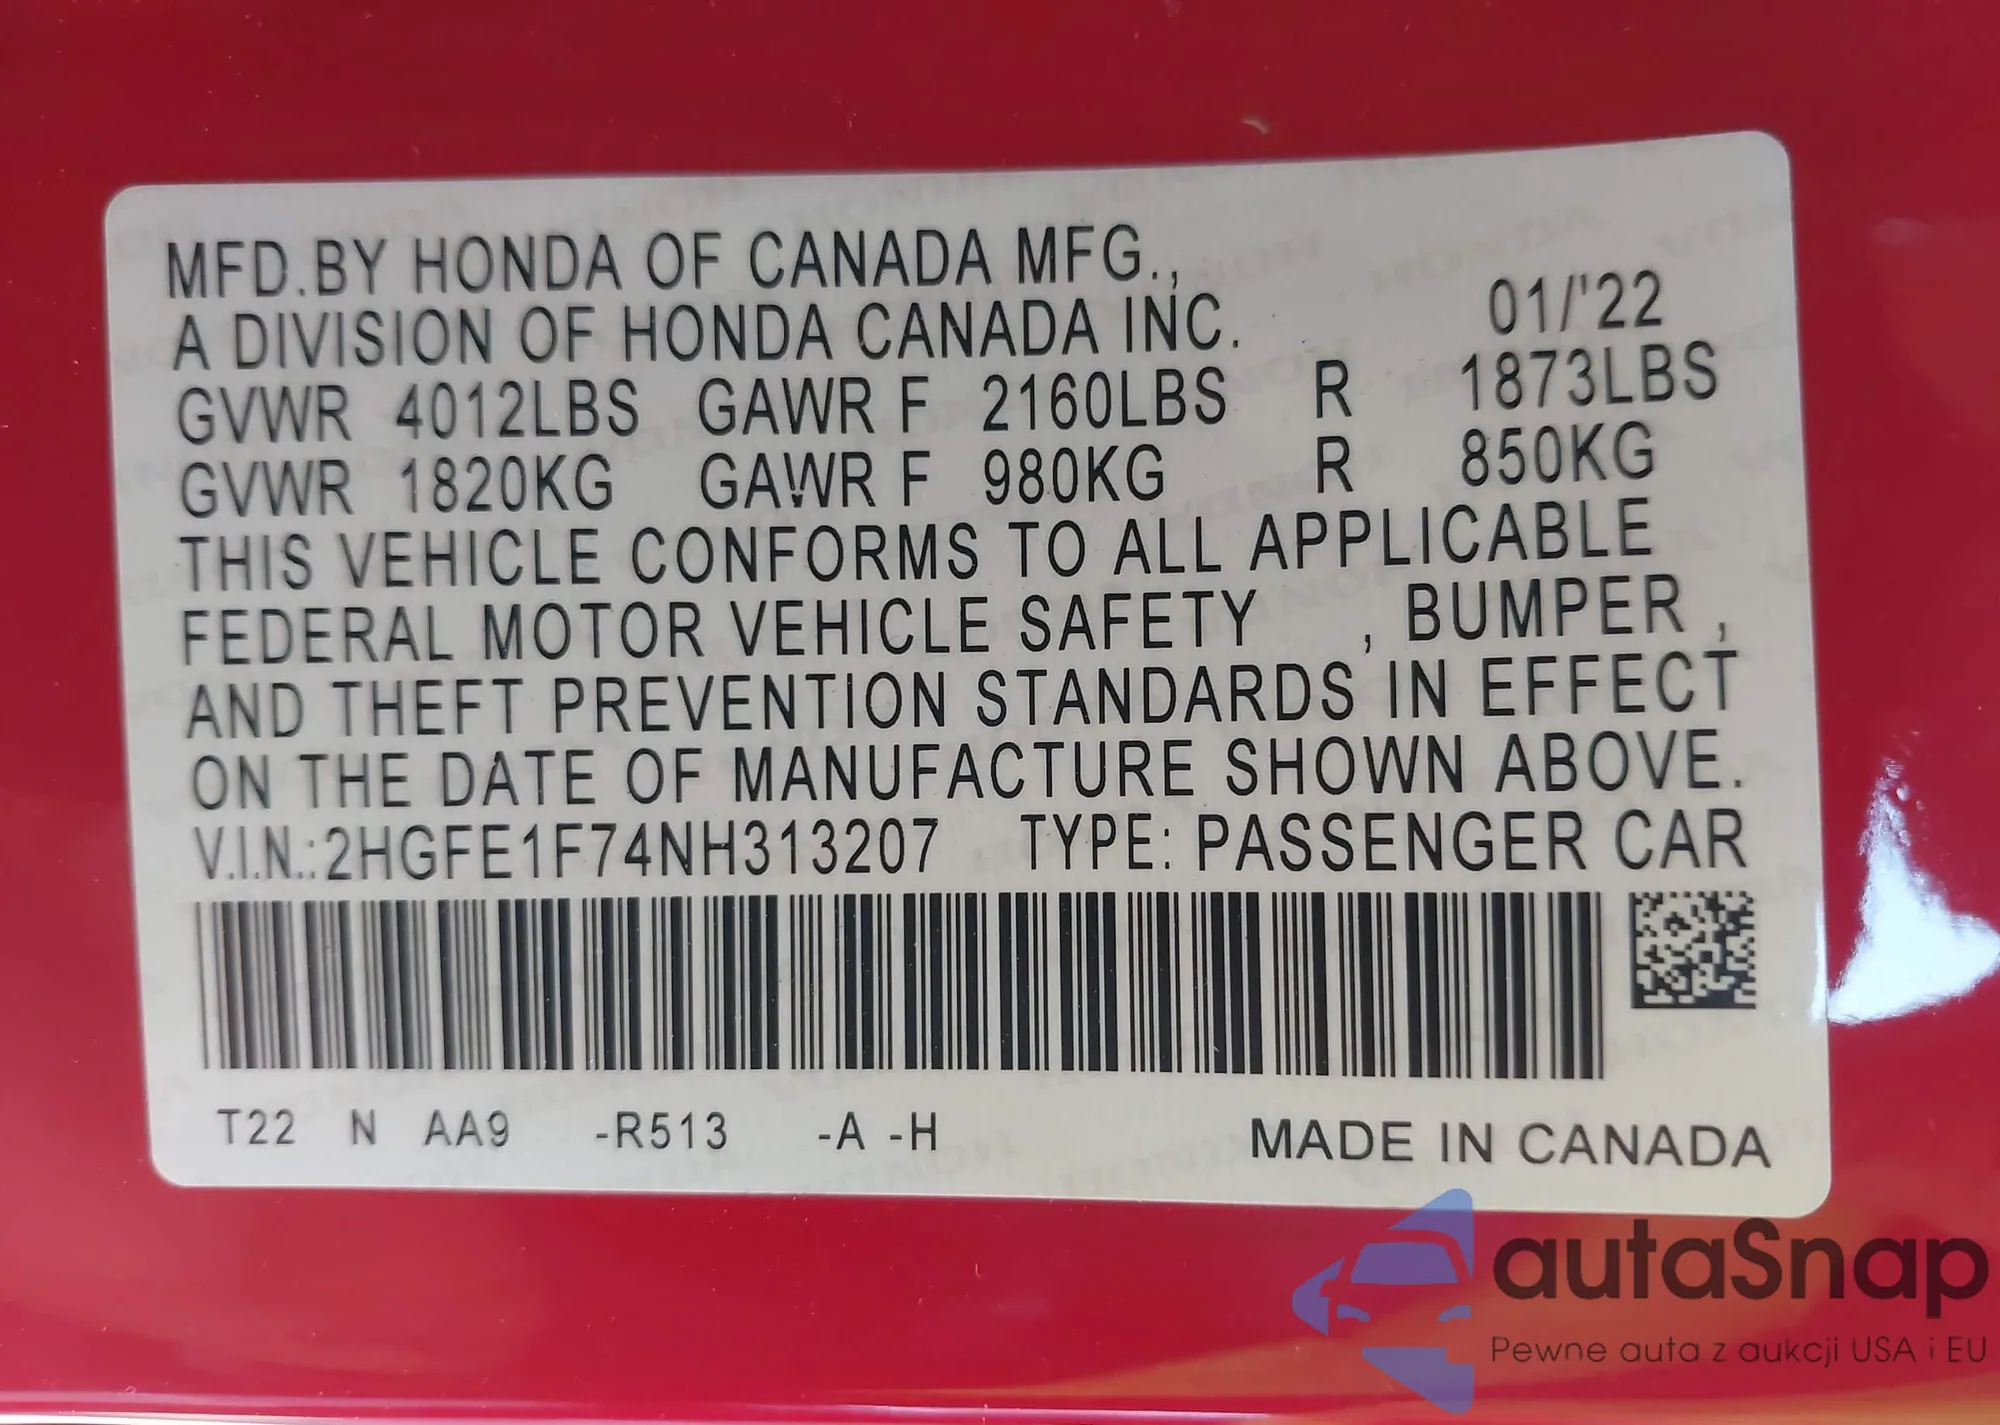 MFD.BY HONDA OF CANADA MFG.,
A DIVISION OF HONDA CANADA INC. 01/'22
GVWR 4012LBS GAWR F 2160LBS R 1873LBS
GVWR 1820KG GAWR F 980KG R 850KG
THIS VEHICLE CONFORMS TO ALL APPLICABLE
FEDERAL MOTOR VEHICLE SAFETY , BUMPER ,
AND THEFT PREVENTION STANDARDS IN EFFECT
ON THE DATE OF MANUFACTURE SHOWN ABOVE.
V.I.N.:2HGFE1F74NH313207 TYPE: PASSENGER CAR
T22 N AA9 -R513 -A -H MADE IN CANADA
autaSnap
Pewne auta z aukcji USA i EU